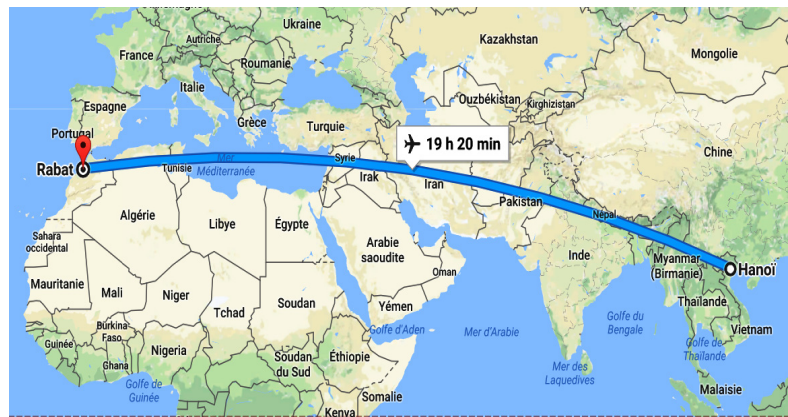 Ukraine
Kazakhstan
France
Autriche
Mongolie
Roumanie
Italie
Ouzbékistan
Kirghizistan
Espagne
Grèce
Portugal
Turquie
19 h 20 min
Chine
Rabat
Tunisie
Mer
Méditerranée
Syrie
Irak
Iran
Pakistan
Népal
Algérie
Libye
Égypte
Sahara
occidental
Arabie
saoudite
Inde
Myanmar
(Birmanie)
Hanoï
Oman
Mauritanie
Mali
Niger
Tchad
Soudan
Yémen
Thaïlande
Burkina-
Faso
Golfe d'Aden
Mer d'Arabie
Golfe du
Bengale
Vietnam
Guinée
Ghana
Nigeria
Soudan
du Sud
Éthiopie
Golfe de
Thaïlande
Golfe de
Guinée
Mer des
Laquedives
Somalie
Malaisie
Kenya